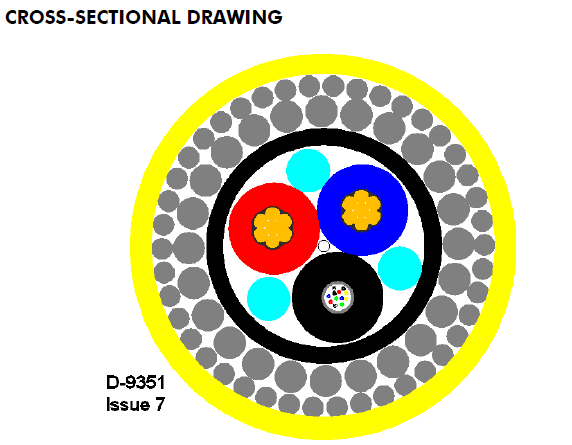 CROSS-SECTIONAL DRAWING
D-9351
Issue 7